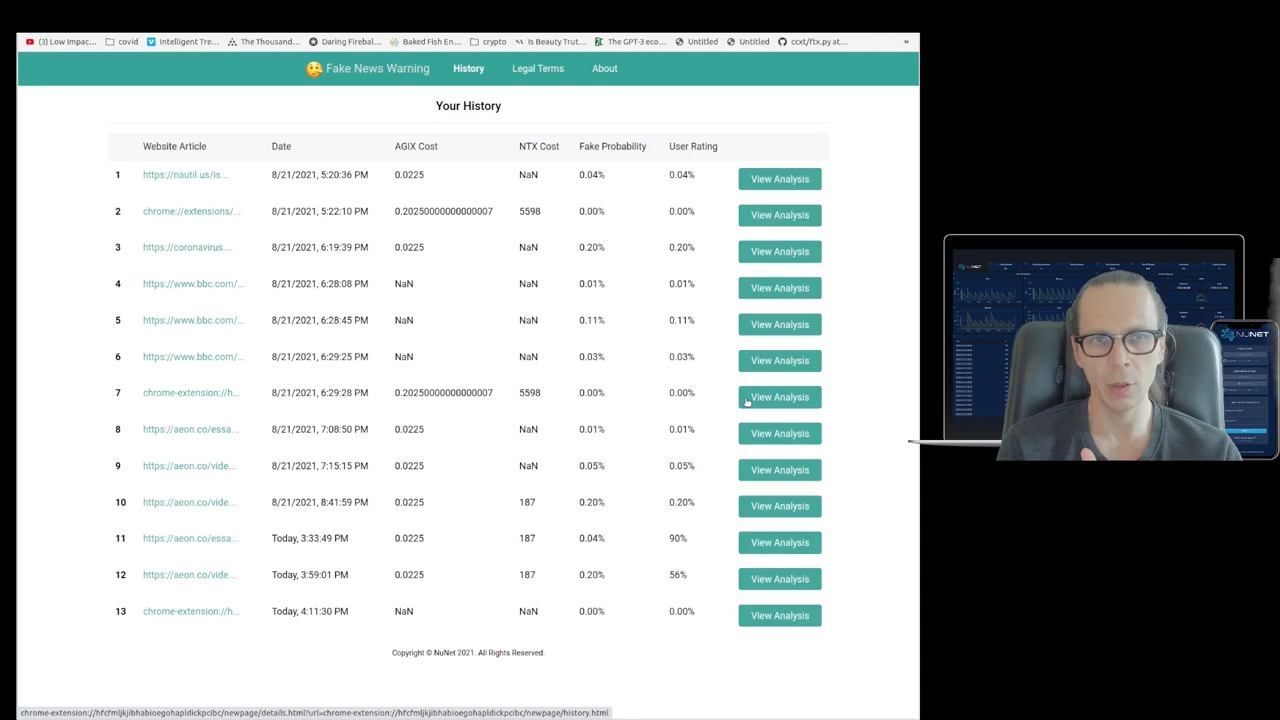 (3) Low Impac... covid Intelligent Tre... The Thousand... Daring Firebal... Baked Fish En... crypto Is Beauty Trut... The GPT-3 eco... Untitled Untitled ccxt/ftx.py at... »
Fake News Warning History Legal Terms About
Your History
Website Article Date AGIX Cost NTX Cost Fake Probability User Rating
1 https://nautil.us/is... 8/21/2021, 5:20:36 PM 0.0225 NaN 0.04% 0.04% View Analysis
2 chrome://extensions/... 8/21/2021, 5:22:10 PM 0.20250000000000007 5598 0.00% 0.00% View Analysis
3 https://coronavirus.... 8/21/2021, 6:19:39 PM 0.0225 NaN 0.20% 0.20% View Analysis
4 https://www.bbc.com/... 8/21/2021, 6:28:08 PM NaN NaN 0.01% 0.01% View Analysis
5 https://www.bbc.com/... 8/21/2021, 6:28:45 PM NaN NaN 0.11% 0.11% View Analysis
6 https://www.bbc.com/... 8/21/2021, 6:29:25 PM NaN NaN 0.03% 0.03% View Analysis
7 chrome-extension://h... 8/21/2021, 6:29:28 PM 0.20250000000000007 5598 0.00% 0.00% View Analysis
8 https://aeon.co/essa... 8/21/2021, 7:08:50 PM 0.0225 NaN 0.01% 0.01% View Analysis
9 https://aeon.co/vide... 8/21/2021, 7:15:15 PM 0.0225 NaN 0.05% 0.05% View Analysis
10 https://aeon.co/vide... 8/21/2021, 8:41:59 PM 0.0225 187 0.20% 0.20% View Analysis
11 https://aeon.co/essa... Today, 3:33:49 PM 0.0225 187 0.04% 90% View Analysis
12 https://aeon.co/vide... Today, 3:59:01 PM 0.0225 187 0.20% 56% View Analysis
13 chrome-extension://h... Today, 4:11:30 PM NaN NaN 0.00% 0.00% View Analysis
Copyright © NuNet 2021. All Rights Reserved.
chrome-extension://hfcfmljkjibhabioegohapldickpcibc/newpage/details.html?url=chrome-extension://hfcfmljkjibhabioegohapldickpcibc/newpage/history.html
NUNET
NUNET